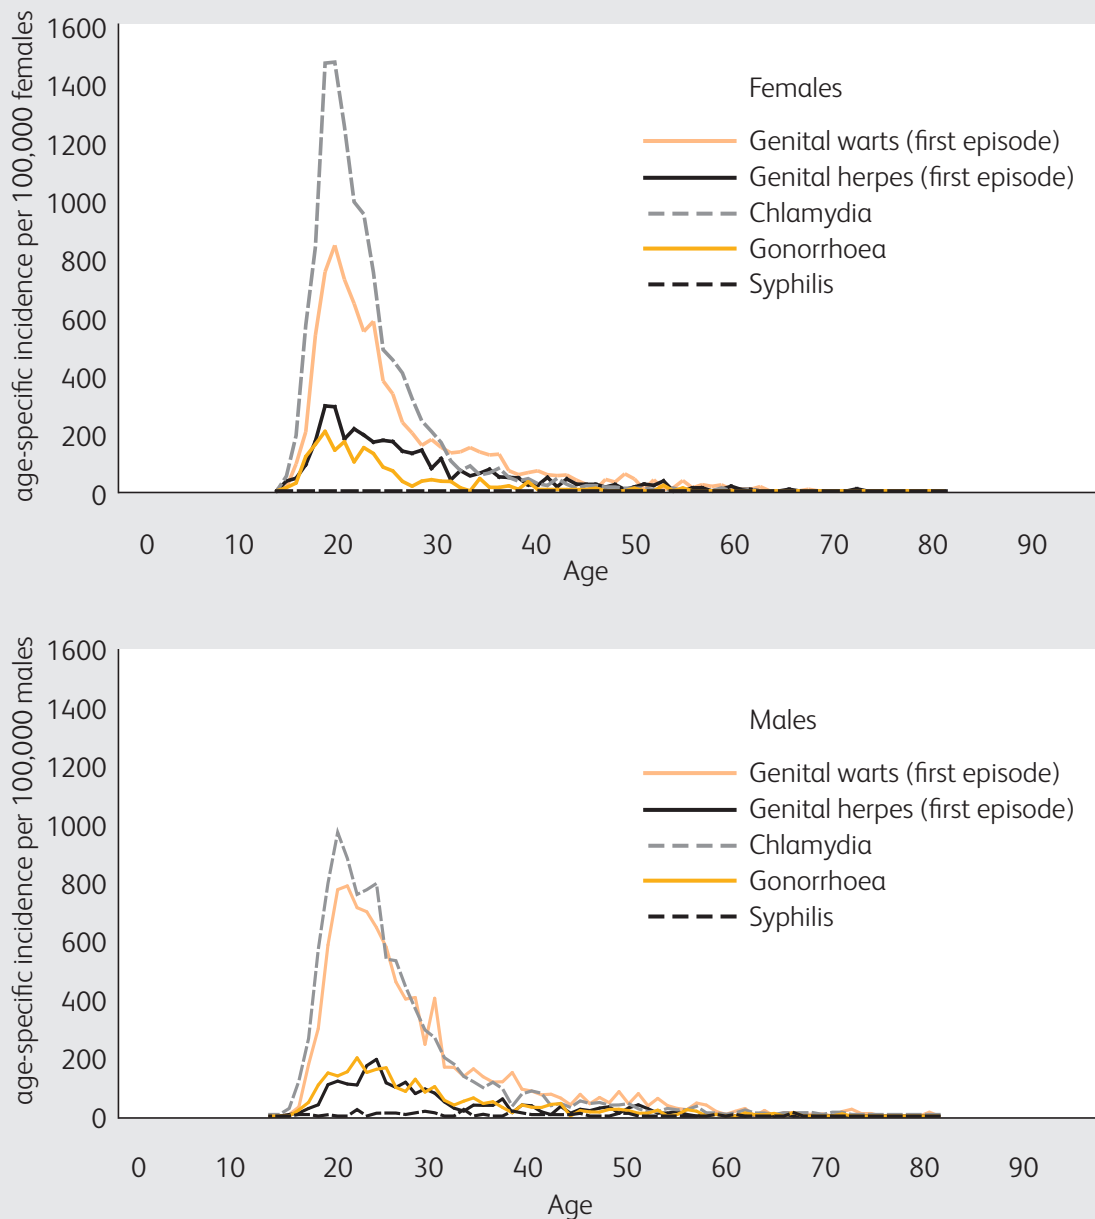 1600
1400
1200
1000
800
600
400
200
0
age-specific incidence per 100,000 females
Females
Genital warts (first episode)
Genital herpes (first episode)
Chlamydia
Gonorrhoea
Syphilis
0 10 20 30 40 50 60 70 80 90
Age
1600
1400
1200
1000
800
600
400
200
0
age-specific incidence per 100,000 males
Males
Genital warts (first episode)
Genital herpes (first episode)
Chlamydia
Gonorrhoea
Syphilis
0 10 20 30 40 50 60 70 80 90
Age